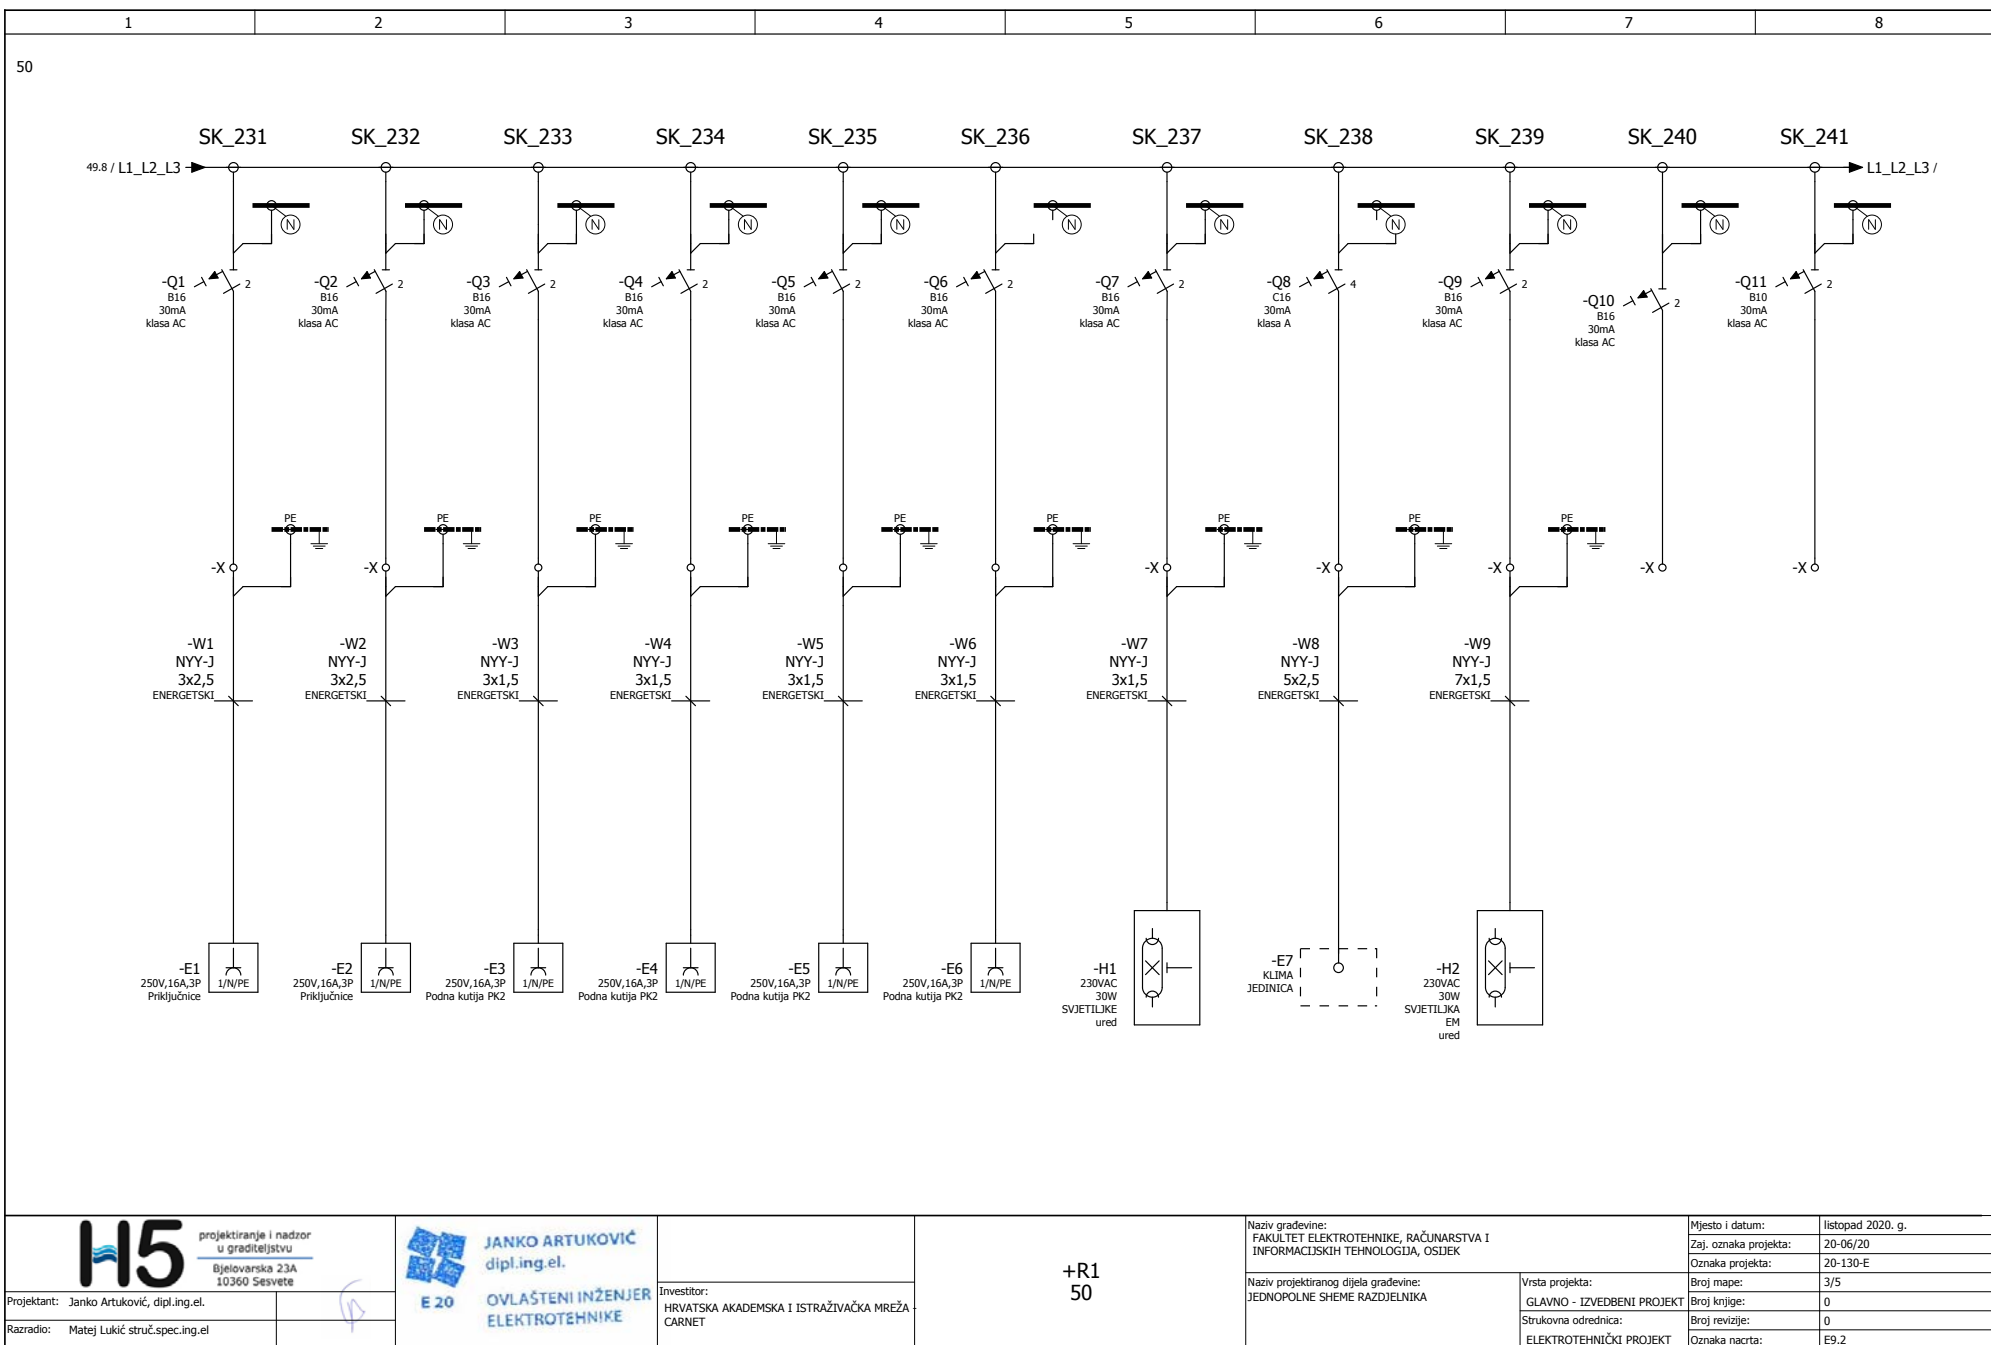 1 2 3 4 5 6 7 8
50
SK_231 SK_232 SK_233 SK_234 SK_235 SK_236 SK_237 SK_238 SK_239 SK_240 SK_241
49.8 / L1_L2_L3 L1_L2_L3 /
N N N N N N N N N N N
-Q1 2
B16
30mA
klasa AC
-Q2 2
B16
30mA
klasa AC
-Q3 2
B16
30mA
klasa AC
-Q4 2
B16
30mA
klasa AC
-Q5 2
B16
30mA
klasa AC
-Q6 2
B16
30mA
klasa AC
-Q7 2
B16
30mA
klasa AC
-Q8 4
C16
30mA
klasa A
-Q9 2
B16
30mA
klasa AC
-Q10 2
B16
30mA
klasa AC
-Q11 2
B10
30mA
klasa AC
PE PE PE PE PE PE PE PE PE
-X -X -X -X -X -X -X
-W1
NYY-J
3x2,5
ENERGETSKI
-W2
NYY-J
3x2,5
ENERGETSKI
-W3
NYY-J
3x1,5
ENERGETSKI
-W4
NYY-J
3x1,5
ENERGETSKI
-W5
NYY-J
3x1,5
ENERGETSKI
-W6
NYY-J
3x1,5
ENERGETSKI
-W7
NYY-J
3x1,5
ENERGETSKI
-W8
NYY-J
5x2,5
ENERGETSKI
-W9
NYY-J
7x1,5
ENERGETSKI
-E1
250V,16A,3P 1/N/PE
Priključnice
-E2
250V,16A,3P 1/N/PE
Priključnice
-E3
250V,16A,3P 1/N/PE
Podna kutija PK2
-E4
250V,16A,3P 1/N/PE
Podna kutija PK2
-E5
250V,16A,3P 1/N/PE
Podna kutija PK2
-E6
250V,16A,3P 1/N/PE
Podna kutija PK2
-H1
230VAC
30W
SVJETILJKE
ured
-E7
KLIMA
JEDINICA
-H2
230VAC
30W
SVJETILJKA
EM
ured
H5
projektiranje i nadzor
u graditeljstvu
Bjelovarska 23A
10360 Sesvete
Projektant: Janko Artuković, dipl.ing.el.
Razradio: Matej Lukić struč.spec.ing.el
JANKO ARTUKOVIĆ
dipl.ing.el.
E 20 OVLAŠTENI INŽENJER
ELEKTROTEHNIKE
Investitor:
HRVATSKA AKADEMSKA I ISTRAŽIVAČKA MREŽA -
CARNET
+R1
50
Naziv građevine:
FAKULTET ELEKTROTEHNIKE, RAČUNARSTVA I
INFORMACIJSKIH TEHNOLOGIJA, OSIJEK
Naziv projektiranog dijela građevine:
JEDNOPOLNE SHEME RAZDJELNIKA
Vrsta projekta:
GLAVNO - IZVEDBENI PROJEKT
Strukovna odrednica:
ELEKTROTEHNIČKI PROJEKT
Mjesto i datum: listopad 2020. g.
Zaj. oznaka projekta: 20-06/20
Oznaka projekta: 20-130-E
Broj mape: 3/5
Broj knjige: 0
Broj revizije: 0
Oznaka nacrta: E9.2